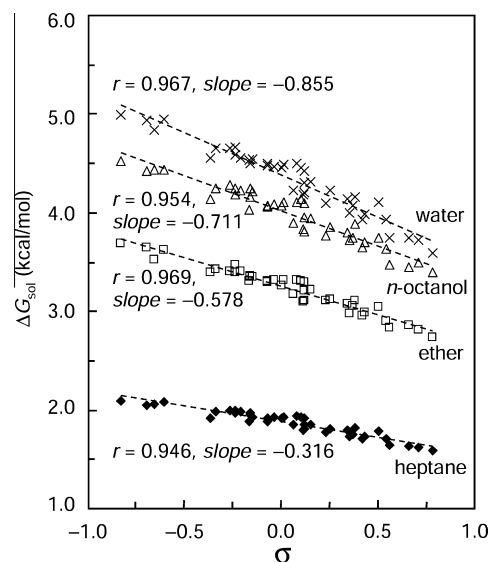 6.0
r = 0.967, slope = −0.855
5.0
r = 0.954,
slope = −0.711
4.0
water
r = 0.969,
slope = −0.578
n-octanol
3.0
ether
2.0
r = 0.946, slope = −0.316
heptane
1.0
−1.0 −0.5 0.0 0.5 1.0
σ
ΔGsol (kcal/mol)